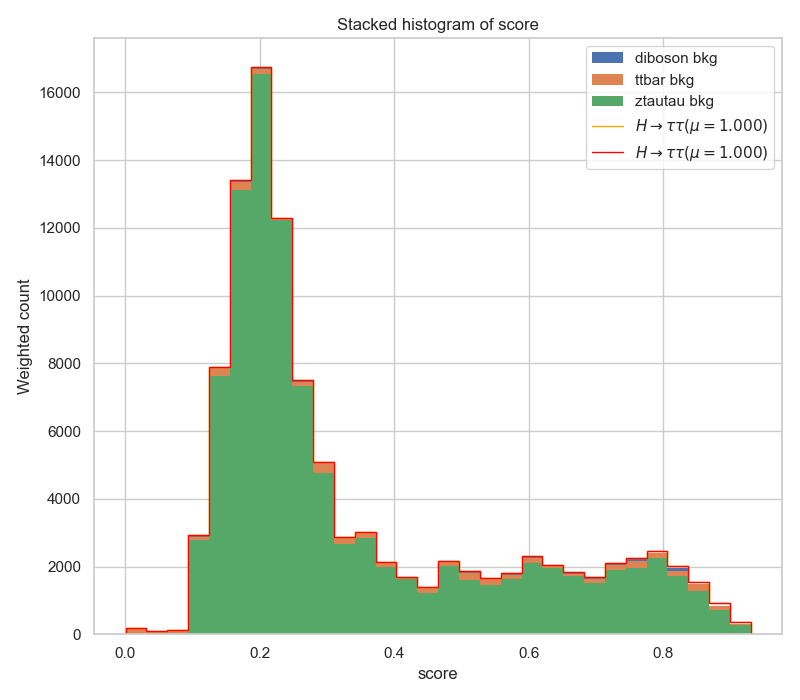 Stacked histogram of score
diboson bkg
ttbar bkg
ztautau bkg
H → ττ(μ = 1.000)
H → ττ(μ = 1.000)
Weighted count
16000
14000
12000
10000
8000
6000
4000
2000
0
0.0 0.2 0.4 0.6 0.8
score